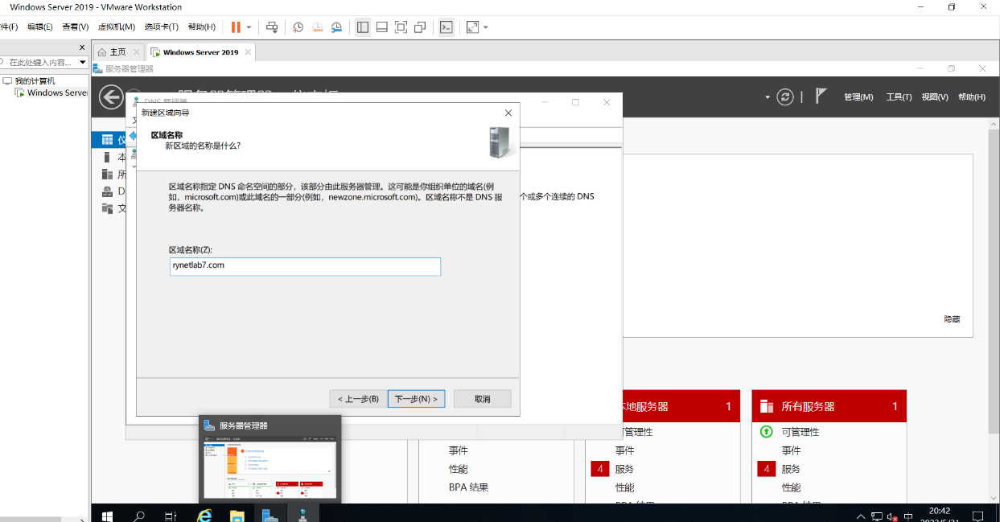 Windows Server 2019 - VMware Workstation
件(F) 编辑(E) 查看(V) 虚拟机(M) 选项卡(T) 帮助(H)
在此处键入内容...
主页
Windows Server 2019
我的计算机
Windows Serve
服务器管理器
管理(M) 工具(T) 视图(V) 帮助(H)
DNS 管理器
新建区域向导
区域名称
新区域的名称是什么?
仪
本
所
D
文
区域名称指定 DNS 命名空间的部分，该部分由此服务器管理。这可能是你组织单位的域名(例
如，microsoft.com)或此域名的一部分(例如，newzone.microsoft.com)。区域名称不是 DNS 服
务器名称。
个或多个连续的 DNS
区域名称(Z):
rynetlab7.com
隐藏
< 上一步(B) 下一步(N) > 取消
服务器管理器
本地服务器 1
所有服务器 1
可管理性
可管理性
事件
事件
事件
性能
4 服务
4 服务
BPA 结果
性能
性能
20:42
中